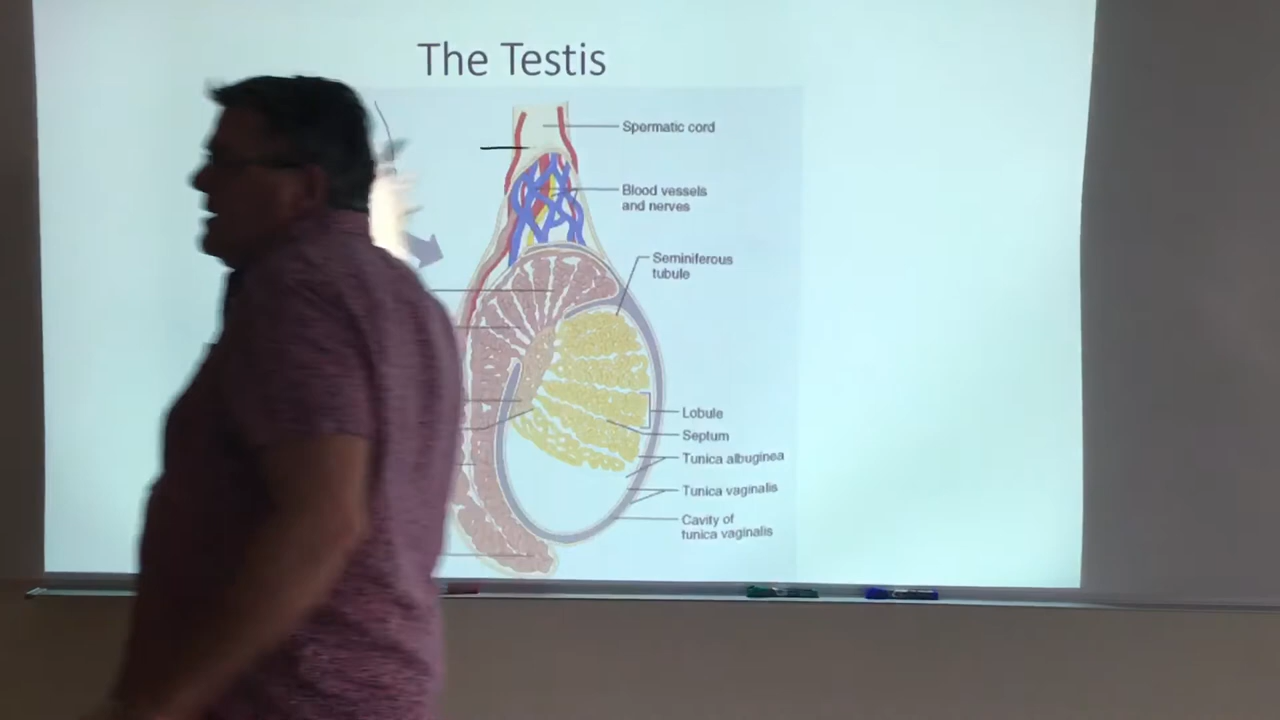 The Testis
Spermatic cord
Blood vessels
and nerves
Seminiferous
tubule
Lobule
Septum
Tunica albuginea
Tunica vaginalis
Cavity of
tunica vaginalis